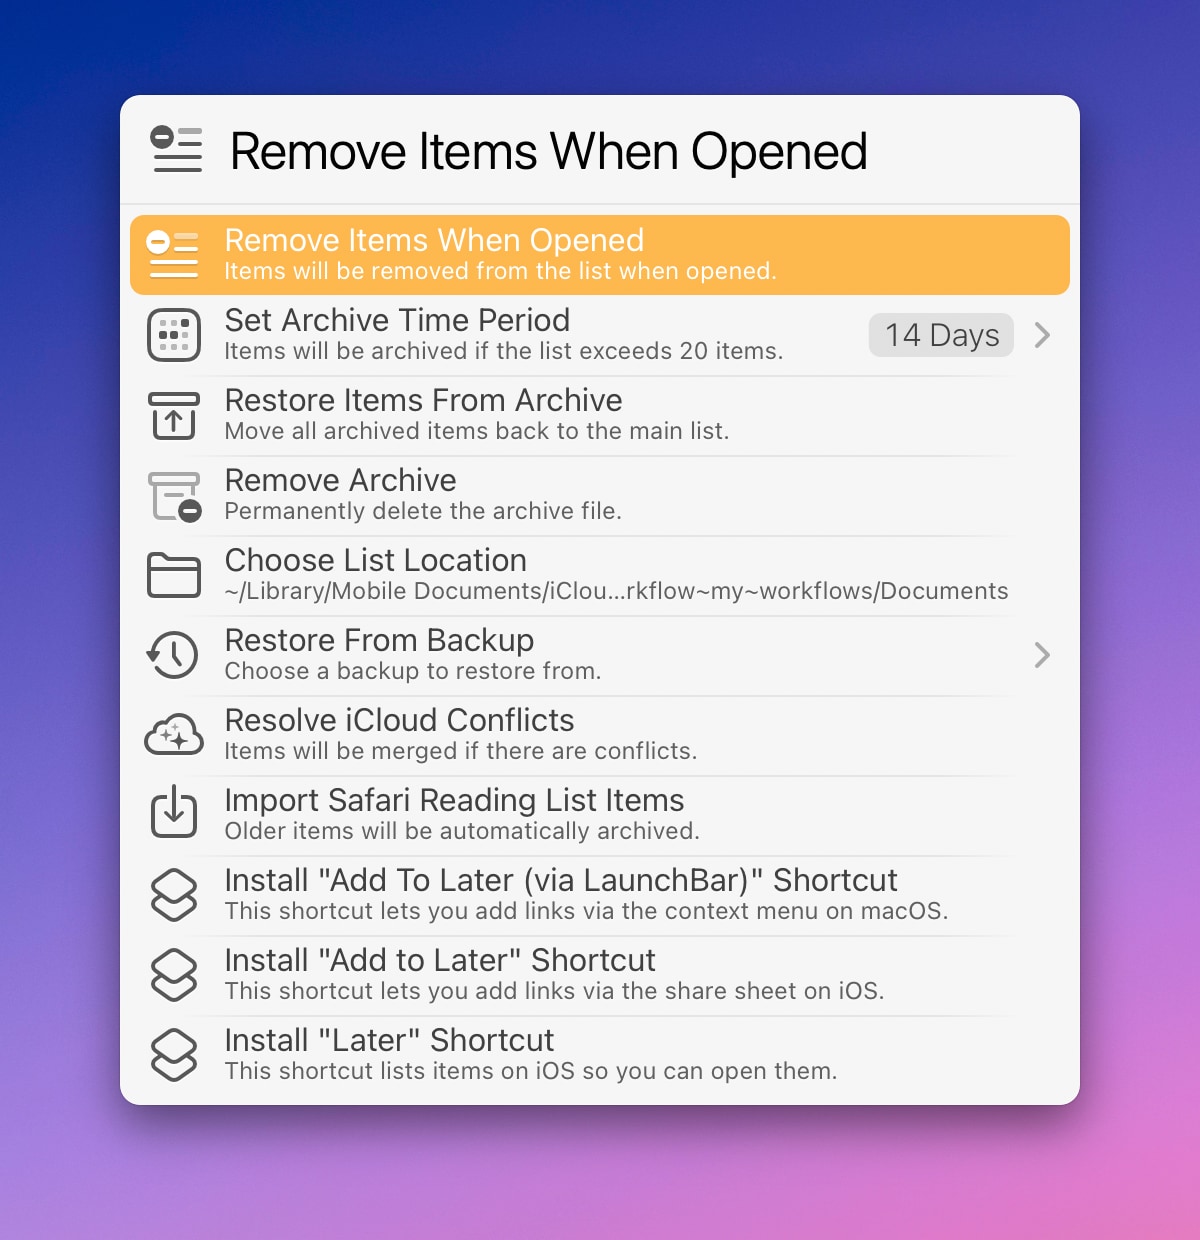 Remove Items When Opened
Remove Items When Opened
Items will be removed from the list when opened.
Set Archive Time Period
14 Days
Items will be archived if the list exceeds 20 items.
Restore Items From Archive
Move all archived items back to the main list.
Remove Archive
Permanently delete the archive file.
Choose List Location
~/Library/Mobile Documents/iClou...rkflow~my~workflows/Documents
Restore From Backup
Choose a backup to restore from.
Resolve iCloud Conflicts
Items will be merged if there are conflicts.
Import Safari Reading List Items
Older items will be automatically archived.
Install "Add To Later (via LaunchBar)" Shortcut
This shortcut lets you add links via the context menu on macOS.
Install "Add to Later" Shortcut
This shortcut lets you add links via the share sheet on iOS.
Install "Later" Shortcut
This shortcut lists items on iOS so you can open them.